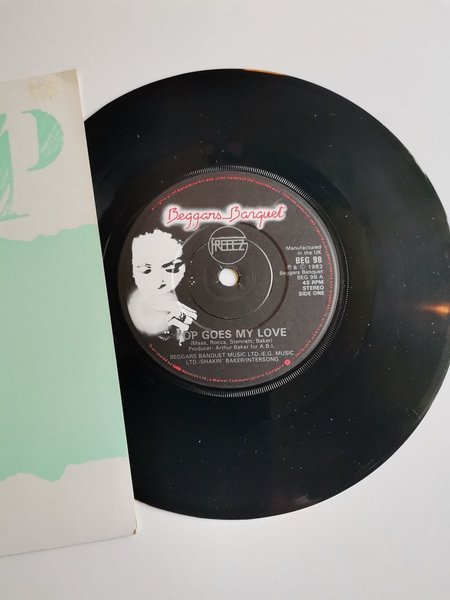 P
Beggars Banquet
FREEEZ
Manufactured
in the UK
BEG 98
℗ & © 1983
Beggars Banquet
BEG 98 A
45 RPM
STEREO
SIDE ONE
POP GOES MY LOVE
(Maas, Rocca, Stennett, Baker)
Producer: Arthur Baker for A.B.I.
BEGGARS BANQUET MUSIC LTD./E.G. MUSIC
LTD./SHAKIN' BAKER/INTERSONG